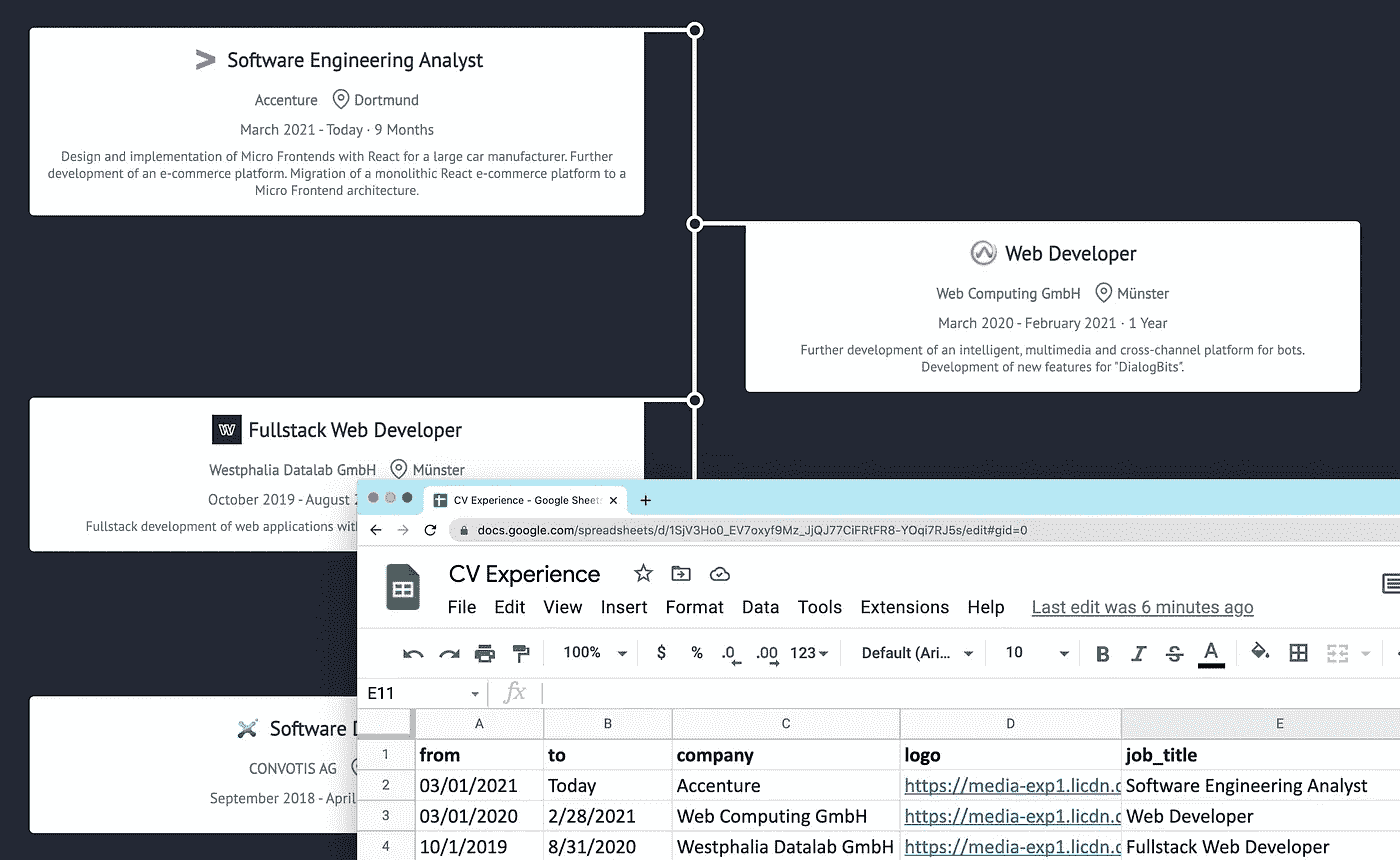 Software Engineering Analyst
Accenture Dortmund
March 2021 - Today · 9 Months
Design and implementation of Micro Frontends with React for a large car manufacturer. Further
development of an e-commerce platform. Migration of a monolithic React e-commerce platform to a
Micro Frontend architecture.
Web Developer
Web Computing GmbH Münster
March 2020 - February 2021 · 1 Year
Further development of an intelligent, multimedia and cross-channel platform for bots.
Development of new features for "DialogBits".
Fullstack Web Developer
Westphalia Datalab GmbH Münster
October 2019 - August
Fullstack development of web applications
Software
CONVOTIS AG
September 2018 - April
CV Experience - Google Sheets
docs.google.com/spreadsheets/d/1SjV3Ho0_EV7oxyf9Mz_JjQJ77CiFRtFR8-YOqi7RJ5s/edit#gid=0
CV Experience
File Edit View Insert Format Data Tools Extensions Help Last edit was 6 minutes ago
100% $ % .0 .00 123 Default (Ari... 10 B I S A
E11 fx
A B C D E
1 from to company logo job_title
2 03/01/2021 Today Accenture https://media-exp1.licdn.c Software Engineering Analyst
3 03/01/2020 2/28/2021 Web Computing GmbH https://media-exp1.licdn.c Web Developer
4 10/1/2019 8/31/2020 Westphalia Datalab GmbH https://media-exp1.licdn.c Fullstack Web Developer